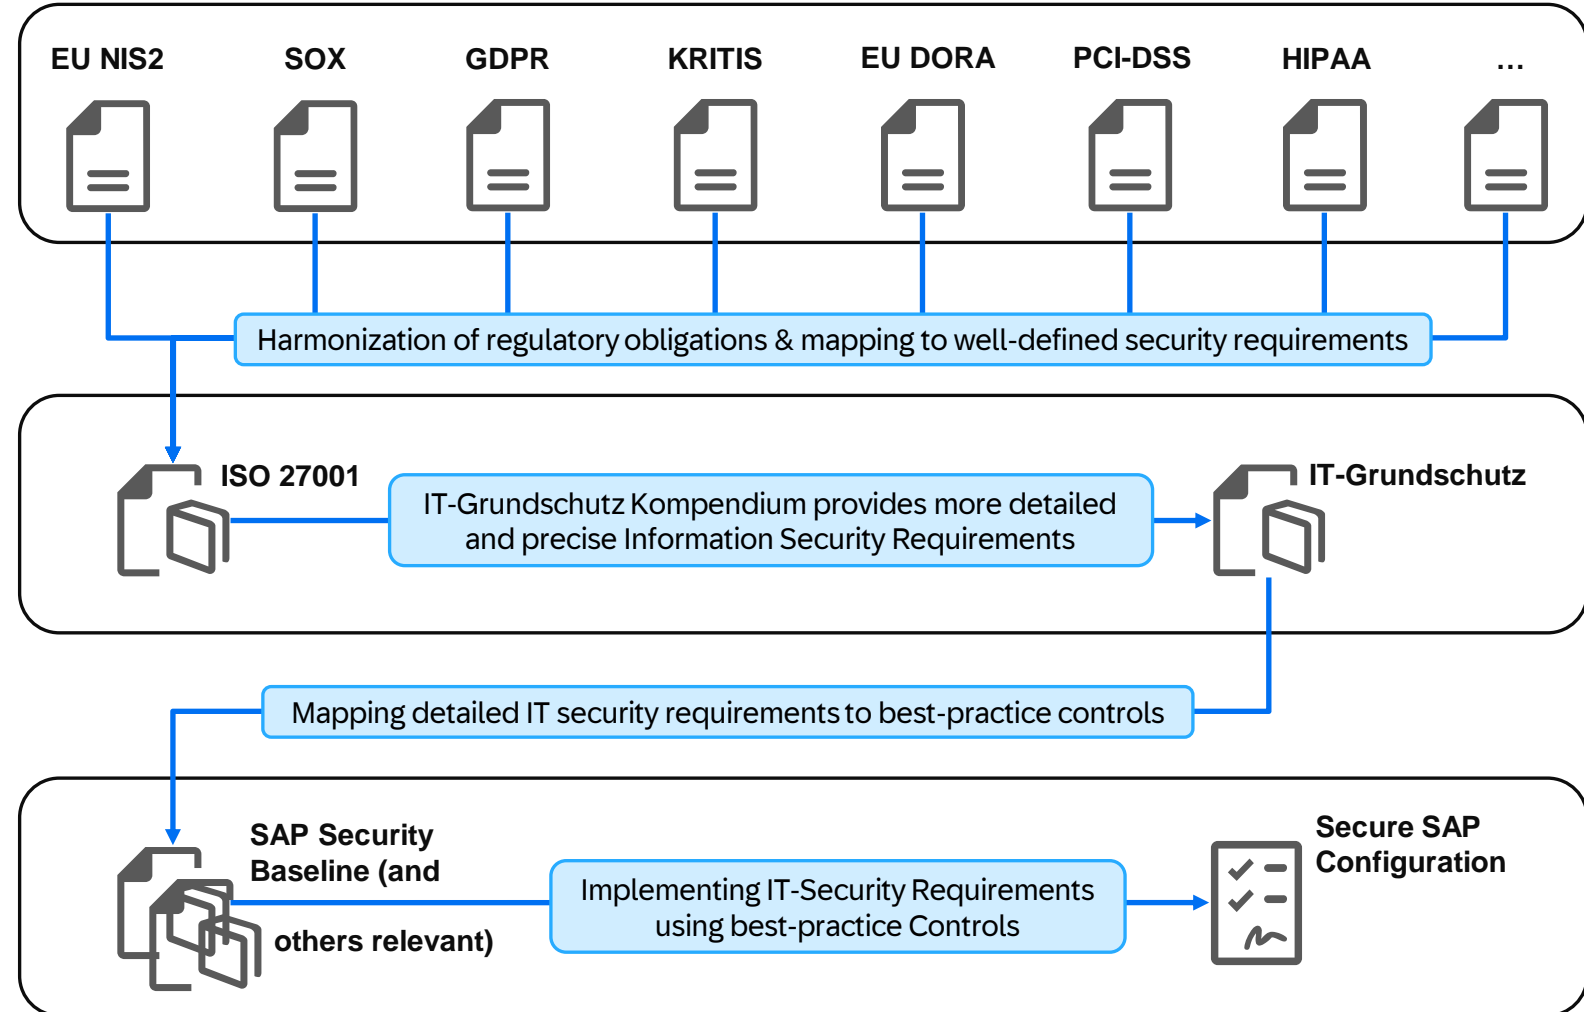 EU NIS2 SOX GDPR KRITIS EU DORA PCI-DSS HIPAA ...
Harmonization of regulatory obligations & mapping to well-defined security requirements
ISO 27001
IT-Grundschutz Kompendium provides more detailed
and precise Information Security Requirements
IT-Grundschutz
Mapping detailed IT security requirements to best-practice controls
SAP Security
Baseline (and
others relevant)
Implementing IT-Security Requirements
using best-practice Controls
Secure SAP
Configuration